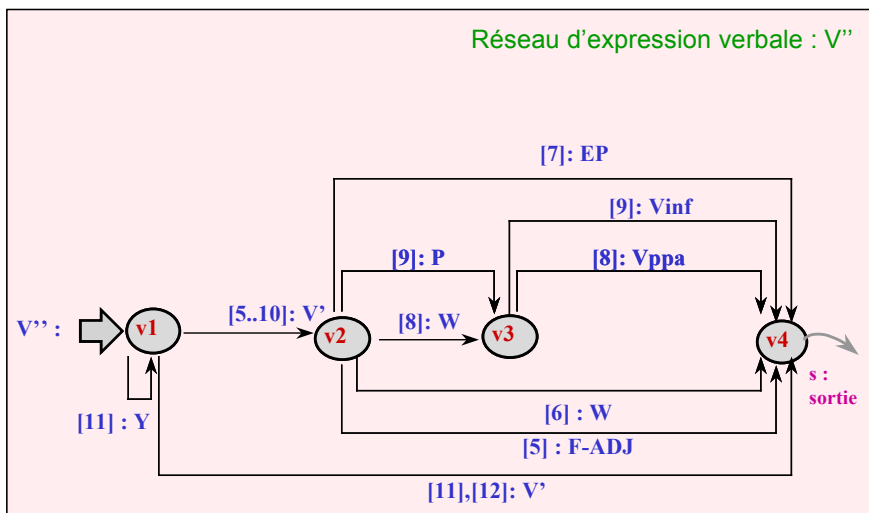 Réseau d’expression verbale : V’’
[7]: EP
[9]: Vinf
[9]: P
[8]: Vppa
[5..10]: V’
[8]: W
V’’ :
v1
v2
v3
v4
s :
sortie
[11] : Y
[6] : W
[5] : F-ADJ
[11],[12]: V’